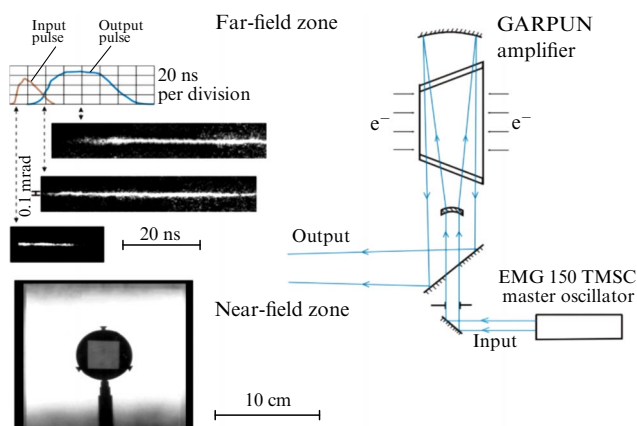 Input
pulse
Output
pulse
Far-field zone
20 ns
per division
0.1 mrad
20 ns
Near-field zone
10 cm
GARPUN
amplifier
e⁻
e⁻
Output
EMG 150 TMSC
master oscillator
Input